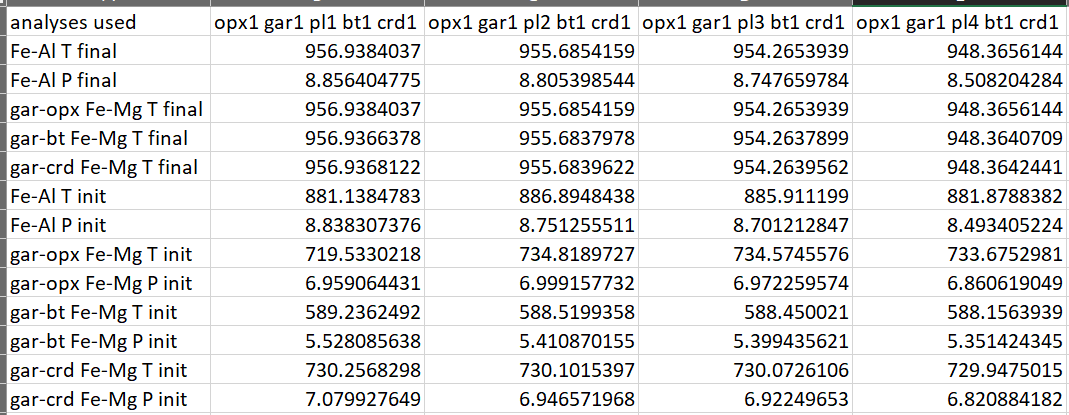 analyses used opx1 gar1 pl1 bt1 crd1 opx1 gar1 pl2 bt1 crd1 opx1 gar1 pl3 bt1 crd1 opx1 gar1 pl4 bt1 crd1
Fe-Al T final 956.9384037 955.6854159 954.2653939 948.3656144
Fe-Al P final 8.856404775 8.805398544 8.747659784 8.508204284
gar-opx Fe-Mg T final 956.9384037 955.6854159 954.2653939 948.3656144
gar-bt Fe-Mg T final 956.9366378 955.6837978 954.2637899 948.3640709
gar-crd Fe-Mg T final 956.9368122 955.6839622 954.2639562 948.3642441
Fe-Al T init 881.1384783 886.8948438 885.911199 881.8788382
Fe-Al P init 8.838307376 8.751255511 8.701212847 8.493405224
gar-opx Fe-Mg T init 719.5330218 734.8189727 734.5745576 733.6752981
gar-opx Fe-Mg P init 6.959064431 6.999157732 6.972259574 6.860619049
gar-bt Fe-Mg T init 589.2362492 588.5199358 588.450021 588.1563939
gar-bt Fe-Mg P init 5.528085638 5.410870155 5.399435621 5.351424345
gar-crd Fe-Mg T init 730.2568298 730.1015397 730.0726106 729.9475015
gar-crd Fe-Mg P init 7.079927649 6.946571968 6.92249653 6.820884182